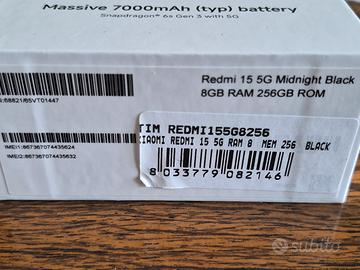 Massive 7000mAh (typ) battery
Snapdragon® 6s Gen 3 with 5G
Redmi 15 5G Midnight Black
8GB RAM 256GB ROM
68821/65VT01447
IMEI1:867367074435624
IMEI2:867367074435632
TIM REDMI155G8256
XIAOMI REDMI 15 5G RAM 8 MEM 256 BLACK
8 033779 082146
subito